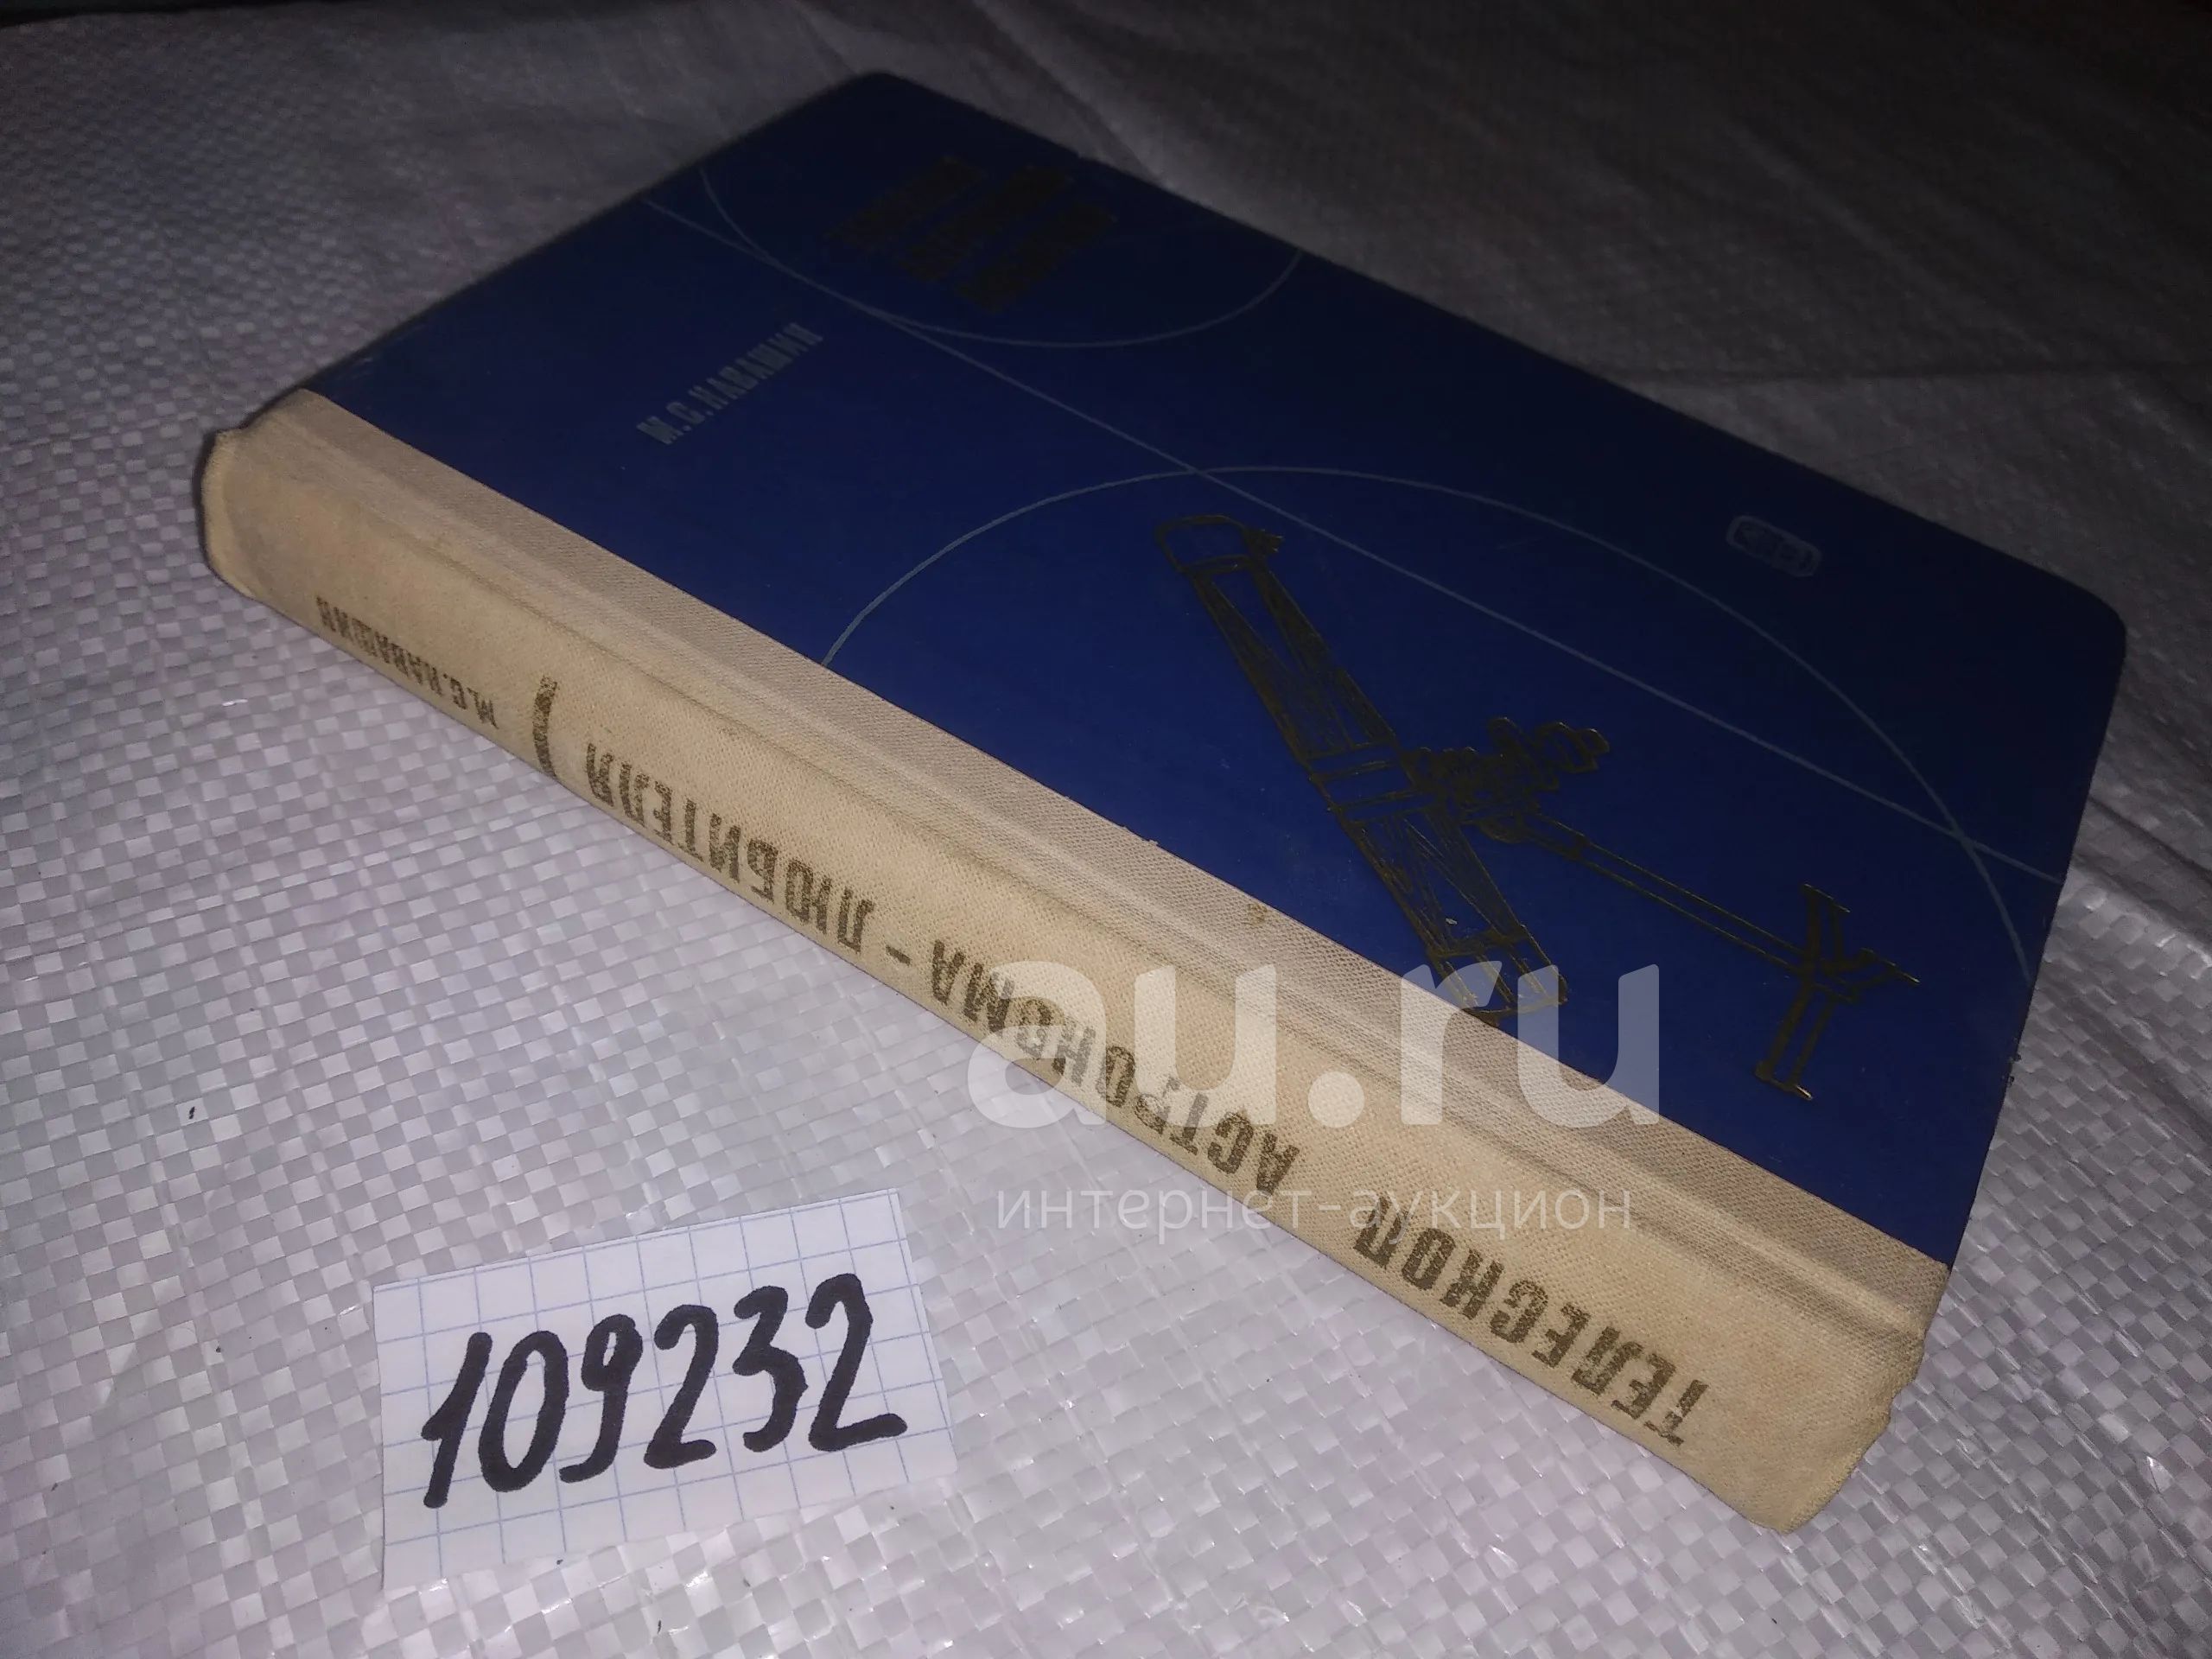 М.С.НАВАШИН
М.С.НАВАШИН
ТЕЛЕСКОП АСТРОНОМА - ЛЮБИТЕЛЯ
au.ru
интернет-аукцион
109232